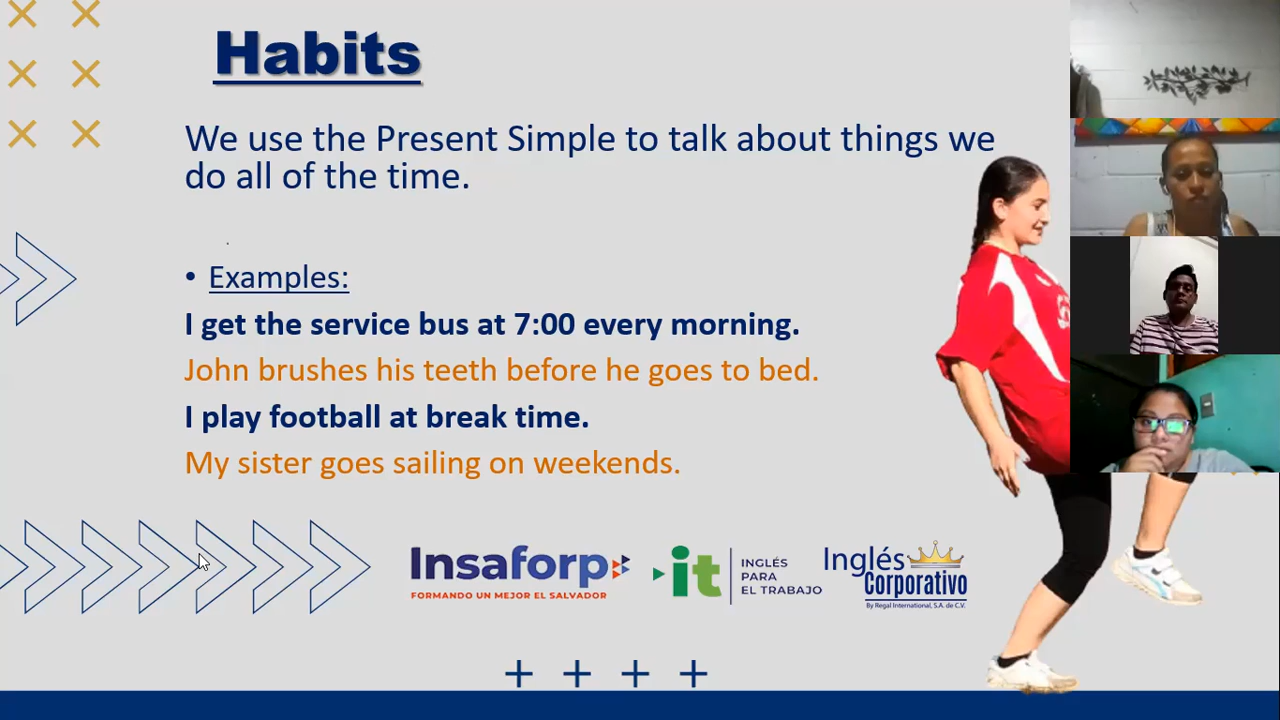 Habits
We use the Present Simple to talk about things we
do all of the time.
• Examples:
I get the service bus at 7:00 every morning.
John brushes his teeth before he goes to bed.
I play football at break time.
My sister goes sailing on weekends.
Insaforp
FORMANDO UN MEJOR EL SALVADOR
it
INGLÉS
PARA
EL TRABAJO
Inglés
Corporativo
By Regal International, S.A. de C.V.